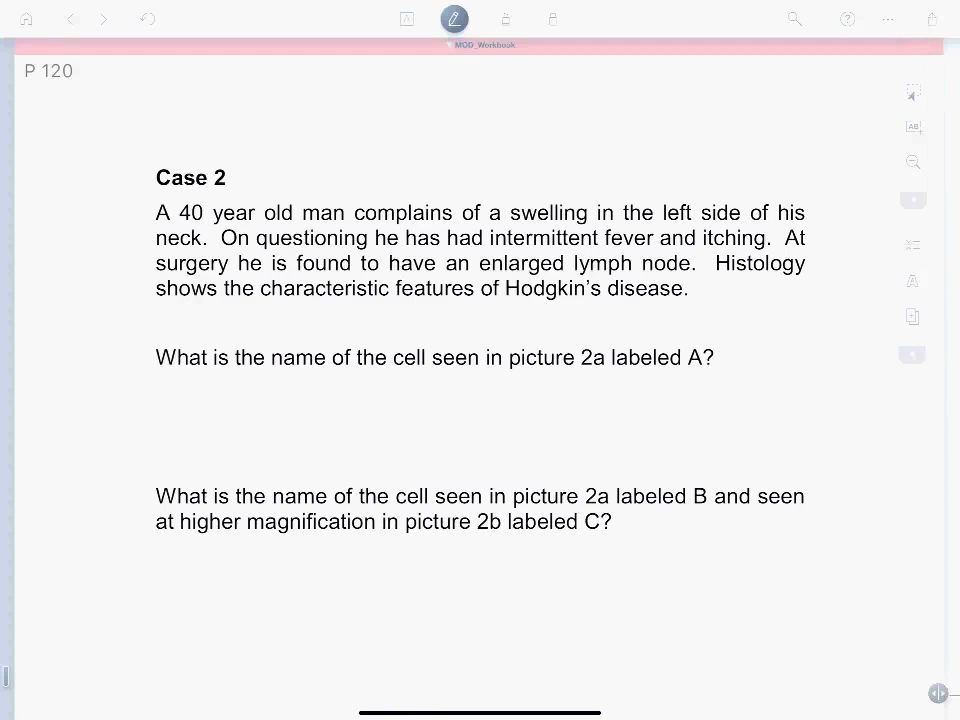 MOD_Workbook
P 120
Case 2
A 40 year old man complains of a swelling in the left side of his
neck. On questioning he has had intermittent fever and itching. At
surgery he is found to have an enlarged lymph node. Histology
shows the characteristic features of Hodgkin's disease.
What is the name of the cell seen in picture 2a labeled A?
What is the name of the cell seen in picture 2a labeled B and seen
at higher magnification in picture 2b labeled C?